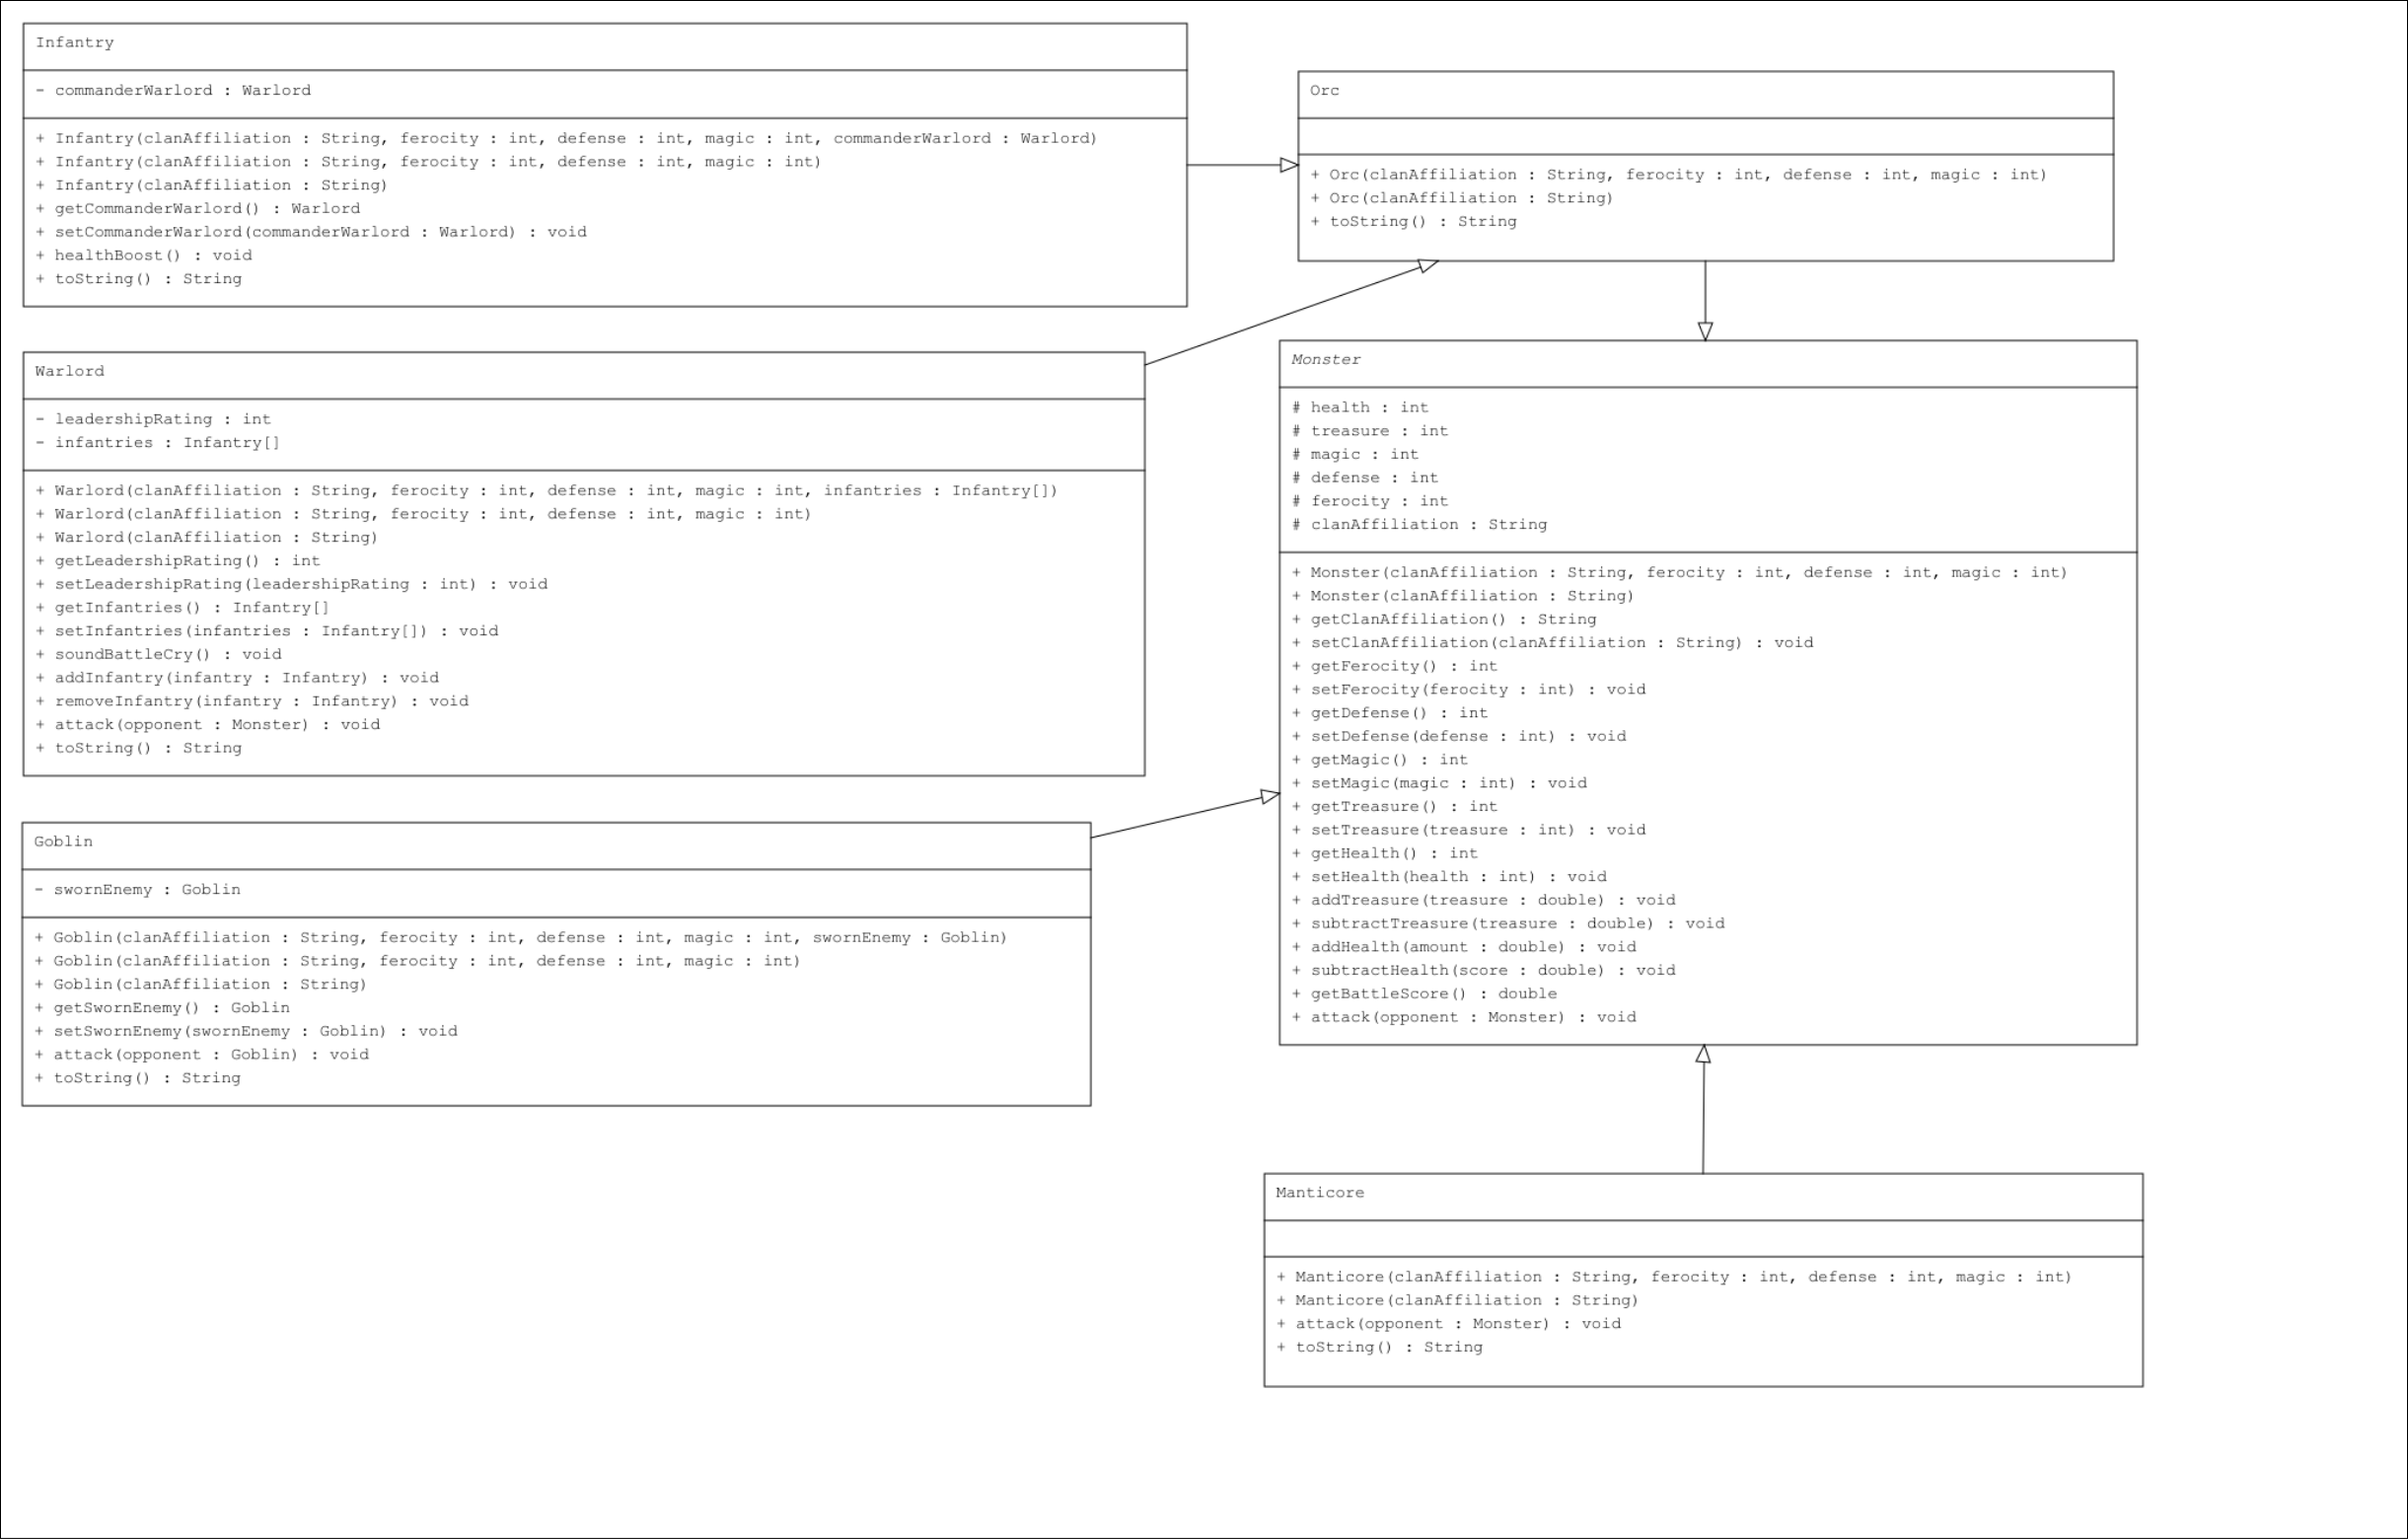 Infantry
- commanderWarlord : Warlord
+ Infantry(clanAffiliation : String, ferocity : int, defense : int, magic : int, commanderWarlord : Warlord)
+ Infantry(clanAffiliation : String, ferocity : int, defense : int, magic : int)
+ Infantry(clanAffiliation : String)
+ getCommanderWarlord() : Warlord
+ setCommanderWarlord(commanderWarlord : Warlord) : void
+ healthBoost() : void
+ toString() : String
Orc
+ Orc(clanAffiliation : String, ferocity : int, defense : int, magic : int)
+ Orc(clanAffiliation : String)
+ toString() : String
Warlord
- leadershipRating : int
- infantries : Infantry[]
+ Warlord(clanAffiliation : String, ferocity : int, defense : int, magic : int, infantries : Infantry[])
+ Warlord(clanAffiliation : String, ferocity : int, defense : int, magic : int)
+ Warlord(clanAffiliation : String)
+ getLeadershipRating() : int
+ setLeadershipRating(leadershipRating : int) : void
+ getInfantries() : Infantry[]
+ setInfantries(infantries : Infantry[]) : void
+ soundBattleCry() : void
+ addInfantry(infantry : Infantry) : void
+ removeInfantry(infantry : Infantry) : void
+ attack(opponent : Monster) : void
+ toString() : String
Monster
# health : int
# treasure : int
# magic : int
# defense : int
# ferocity : int
# clanAffiliation : String
+ Monster(clanAffiliation : String, ferocity : int, defense : int, magic : int)
+ Monster(clanAffiliation : String)
+ getClanAffiliation() : String
+ setClanAffiliation(clanAffiliation : String) : void
+ getFerocity() : int
+ setFerocity(ferocity : int) : void
+ getDefense() : int
+ setDefense(defense : int) : void
+ getMagic() : int
+ setMagic(magic : int) : void
+ getTreasure() : int
+ setTreasure(treasure : int) : void
+ getHealth() : int
+ setHealth(health : int) : void
+ addTreasure(treasure : double) : void
+ subtractTreasure(treasure : double) : void
+ addHealth(amount : double) : void
+ subtractHealth(score : double) : void
+ getBattleScore() : double
+ attack(opponent : Monster) : void
Goblin
- swornEnemy : Goblin
+ Goblin(clanAffiliation : String, ferocity : int, defense : int, magic : int, swornEnemy : Goblin)
+ Goblin(clanAffiliation : String, ferocity : int, defense : int, magic : int)
+ Goblin(clanAffiliation : String)
+ getSwornEnemy() : Goblin
+ setSwornEnemy(swornEnemy : Goblin) : void
+ attack(opponent : Goblin) : void
+ toString() : String
Manticore
+ Manticore(clanAffiliation : String, ferocity : int, defense : int, magic : int)
+ Manticore(clanAffiliation : String)
+ attack(opponent : Monster) : void
+ toString() : String